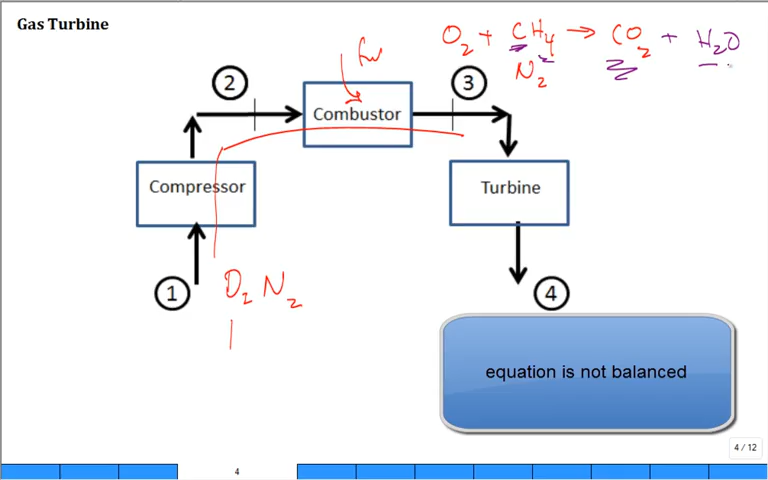 Gas Turbine
O₂ + CH₄ → CO₂ + H₂O
N₂
2
3
Combustor
Compressor
Turbine
1
O₂ N₂
4
equation is not balanced
4 / 12
4